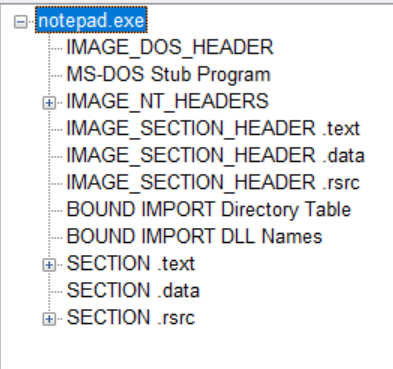 notepad.exe
IMAGE_DOS_HEADER
MS-DOS Stub Program
IMAGE_NT_HEADERS
IMAGE_SECTION_HEADER .text
IMAGE_SECTION_HEADER .data
IMAGE_SECTION_HEADER .rsrc
BOUND IMPORT Directory Table
BOUND IMPORT DLL Names
SECTION .text
SECTION .data
SECTION .rsrc